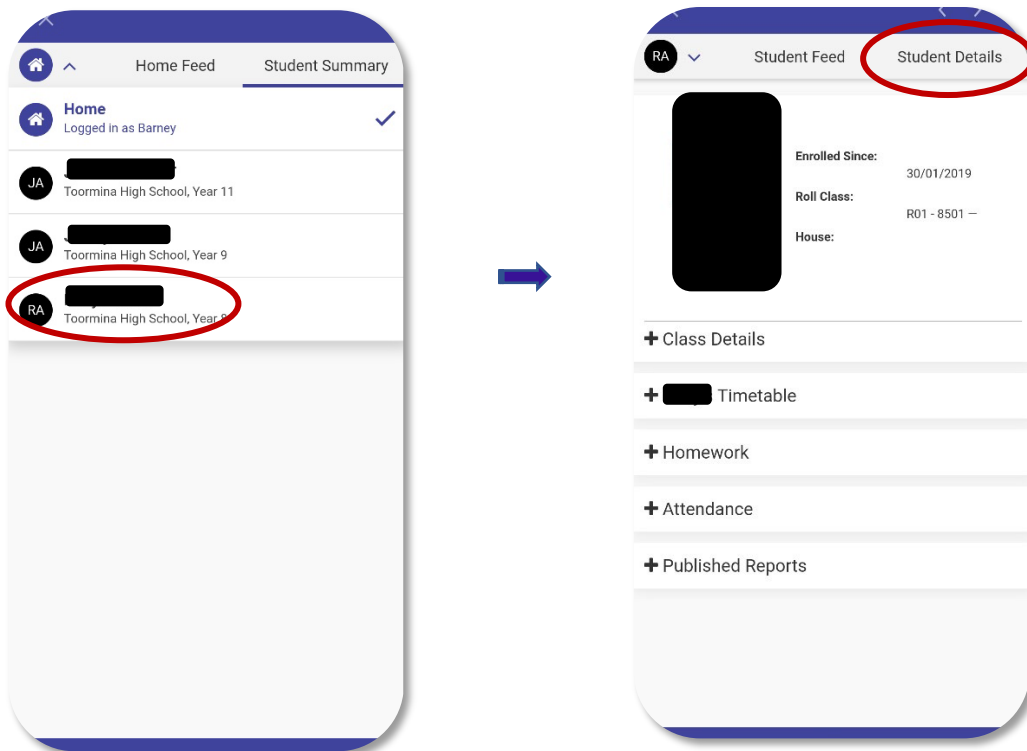 Home Feed Student Summary
Home
Logged in as Barney
JA
Toormina High School, Year 11
JA
Toormina High School, Year 9
RA
Toormina High School, Year 8
RA Student Feed Student Details
Enrolled Since:
30/01/2019
Roll Class:
R01 - 8501 —
House:
+ Class Details
+ Timetable
+ Homework
+ Attendance
+ Published Reports